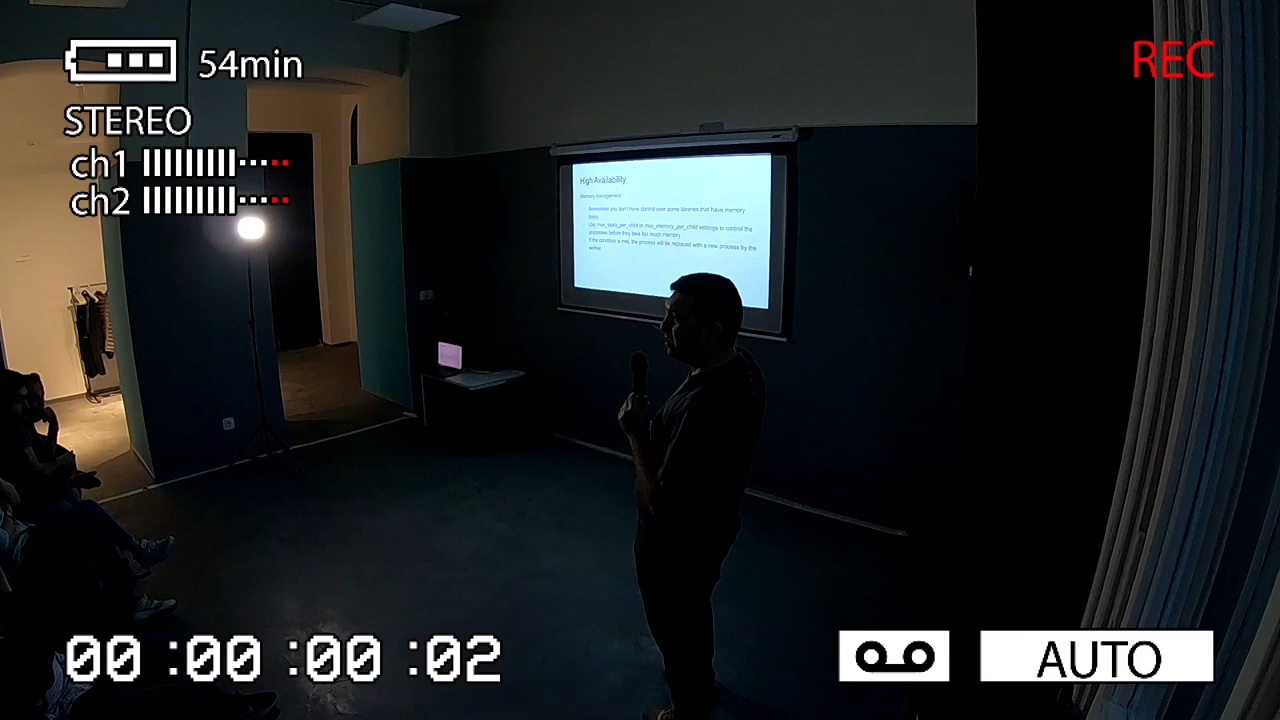 54min
REC
STEREO
ch1
ch2
High Availability
Memory management:
Sometimes you don't have control over some libraries that have memory
leaks
Use max_tasks_per_child or max_memory_per_child settings to control the
processes before they take too much memory
If the condition is met, the process will be replaced with a new process by the
worker
00 :00 :00 :02
AUTO